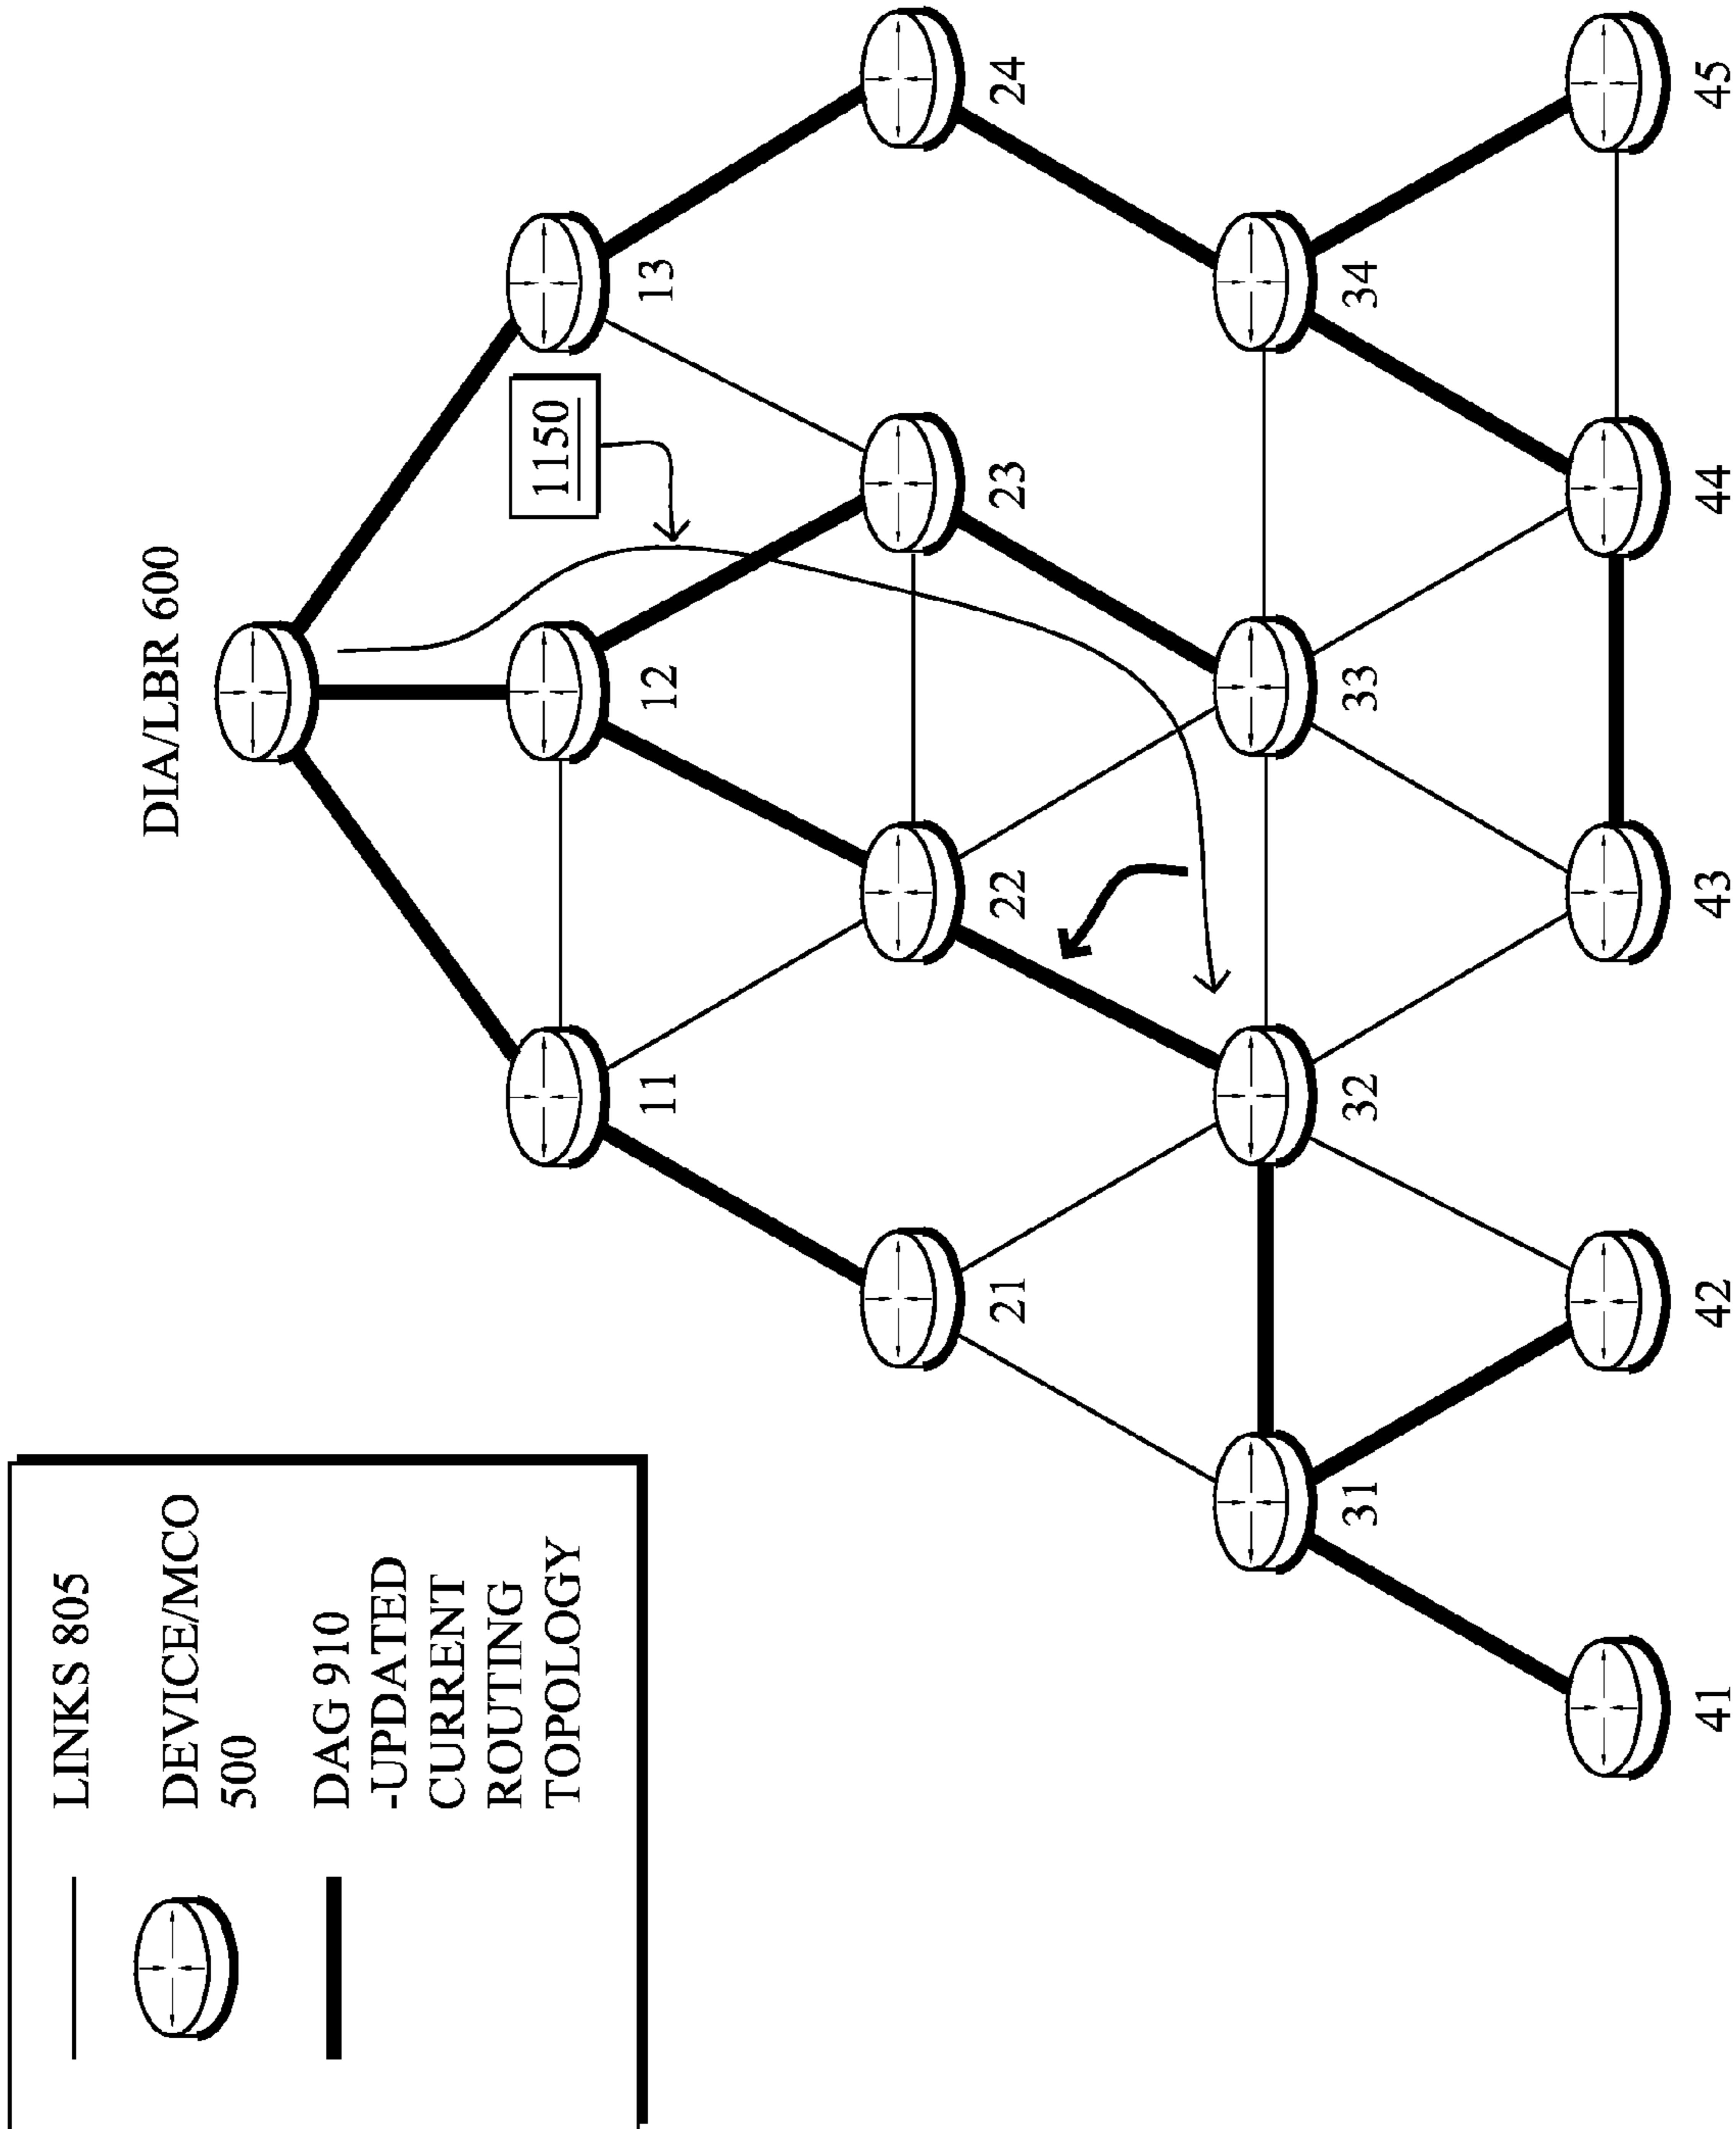 LINKS 805
DEVICE/MCO
500
DAG 910
-UPDATED
CURRENT
ROUTING
TOPOLOGY
DIA/LBR 600
1150
11
12
13
21
22
23
24
31
32
33
34
41
42
43
44
45